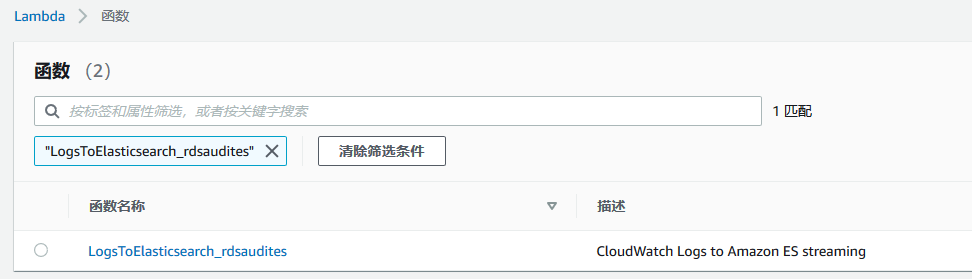 Lambda > 函数
函数 （2）
按标签和属性筛选，或者按关键字搜索 1 匹配
"LogsToElasticsearch_rdsaudites" 清除筛选条件
函数名称 描述
LogsToElasticsearch_rdsaudites CloudWatch Logs to Amazon ES streaming